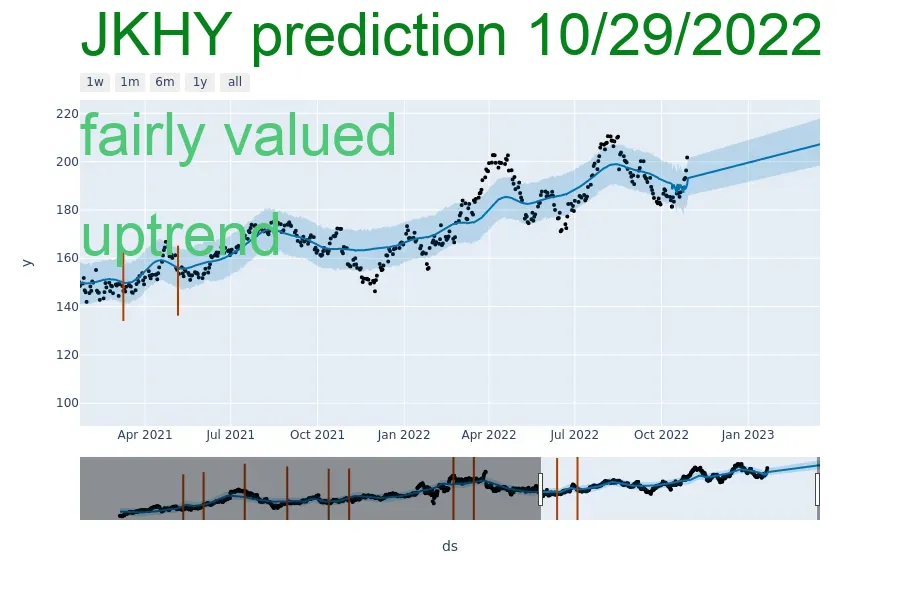 JKHY prediction 10/29/2022
1w 1m 6m 1y all
220
fairly valued
200
180
uptrend
160
y
140
120
100
Apr 2021 Jul 2021 Oct 2021 Jan 2022 Apr 2022 Jul 2022 Oct 2022 Jan 2023
ds